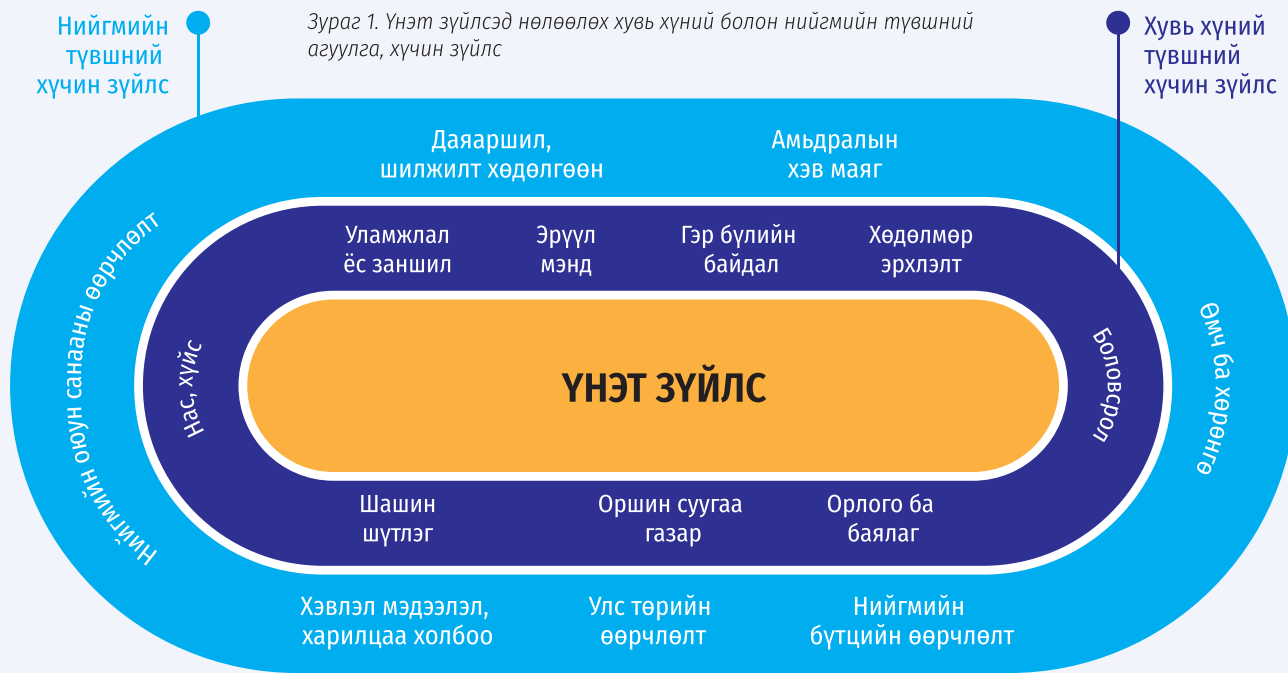 Нийгмийн
түвшний
хүчин зүйлс
Зураг 1. Үнэт зүйлсэд нөлөөлөх хувь хүний болон нийгмийн түвшний
агуулга, хүчин зүйлс
Хувь хүний
түвшний
хүчин зүйлс
Даяаршил,
шилжилт хөдөлгөөн
Амьдралын
хэв маяг
Нийгмийн оюун санааны өөрчлөлт
Өмч ба хөрөнгө
Уламжлал
ёс заншил
Эрүүл
мэнд
Гэр бүлийн
байдал
Хөдөлмөр
эрхлэлт
Нас, хүйс
Боловсрол
ҮНЭТ ЗҮЙЛС
Шашин
шүтлэг
Оршин суугаа
газар
Орлого ба
баялаг
Хэвлэл мэдээлэл,
харилцаа холбоо
Улс төрийн
өөрчлөлт
Нийгмийн
бүтцийн өөрчлөлт